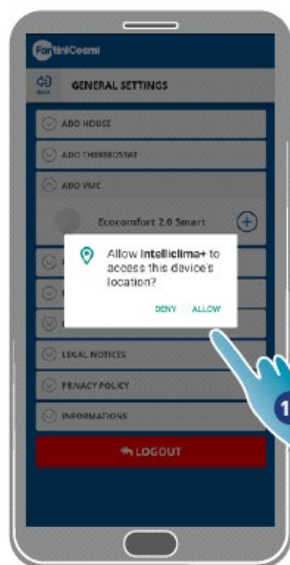 FantiniCosmi
BACK
GENERAL SETTINGS
ADD HOUSE
ADD THERMOSTAT
ADD VMC
Ecocomfort 2.0 Smart
Allow Intelliclima+ to
access this device's
location?
DENY ALLOW
LEGAL NOTICES
PRIVACY POLICY
INFORMATIONS
LOGOUT
1